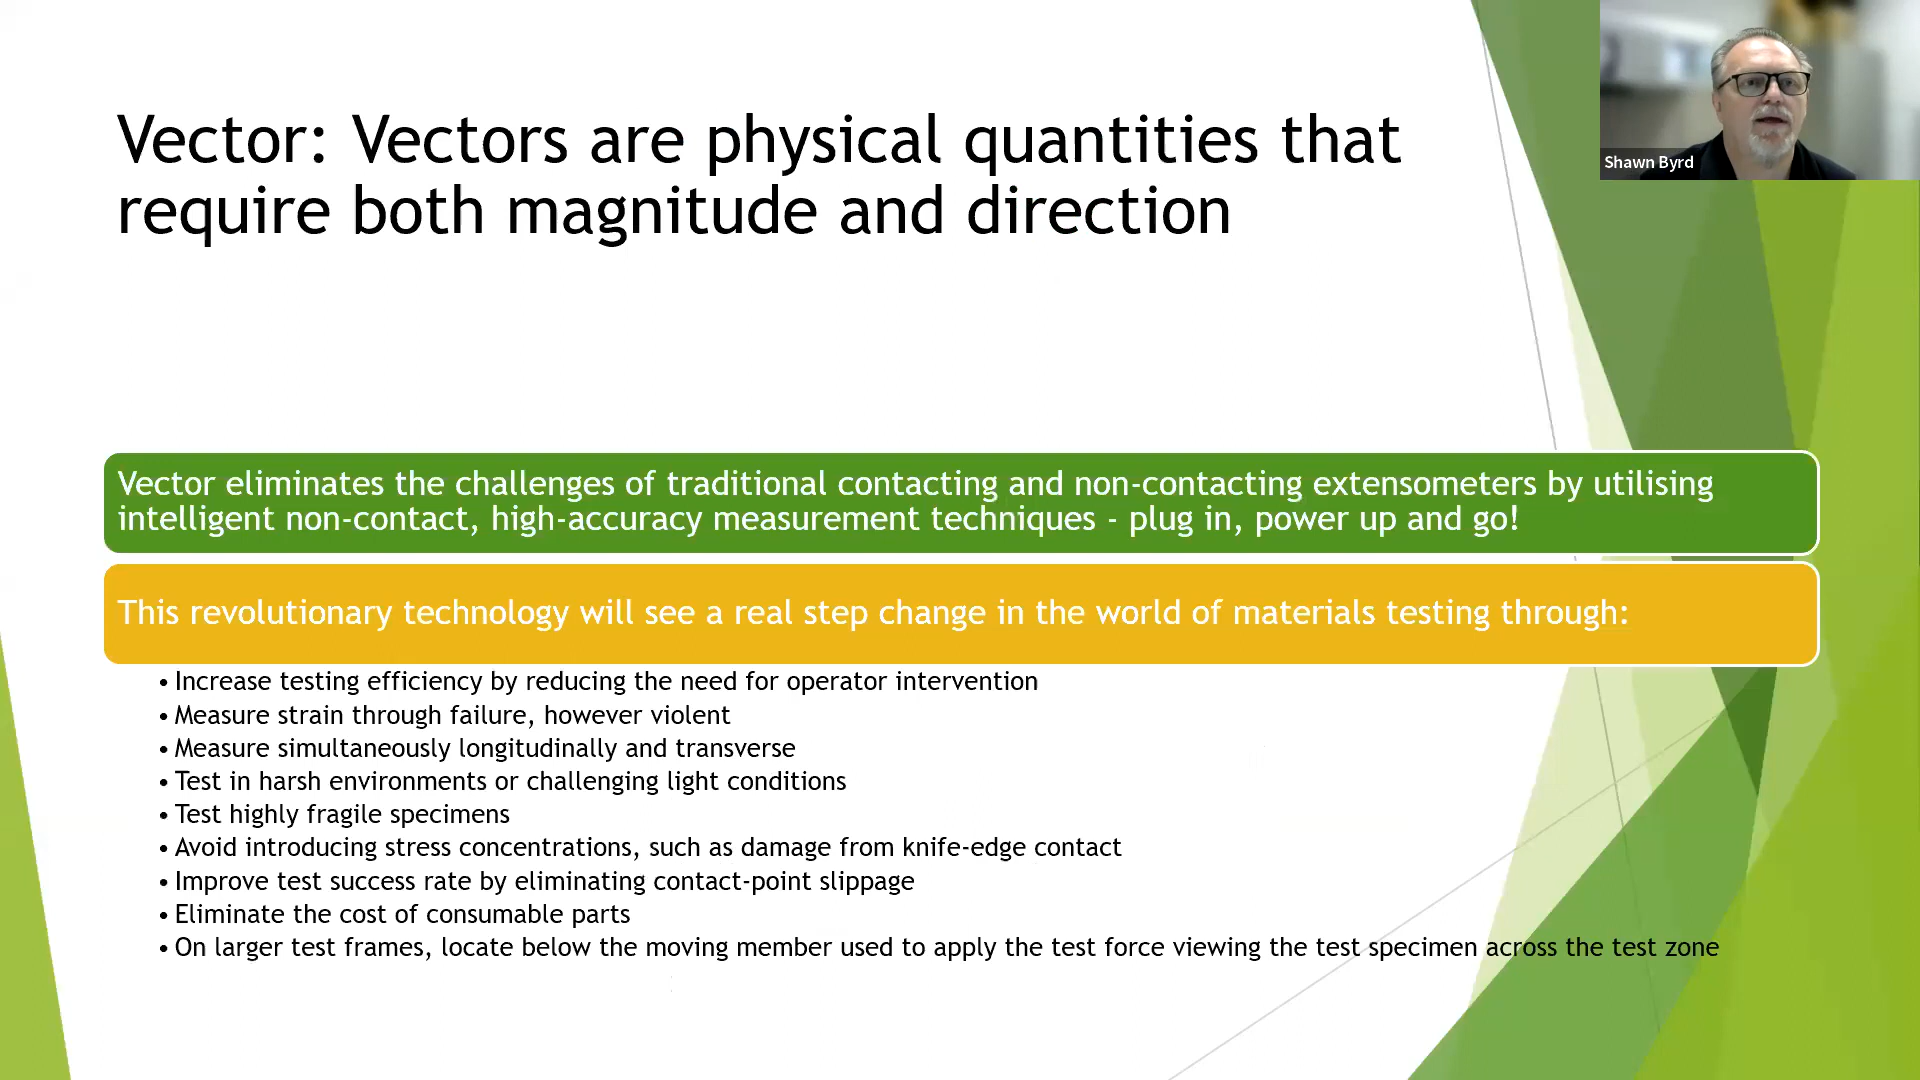 Vector: Vectors are physical quantities that
require both magnitude and direction
Shawn Byrd
Vector eliminates the challenges of traditional contacting and non-contacting extensometers by utilising
intelligent non-contact, high-accuracy measurement techniques - plug in, power up and go!
This revolutionary technology will see a real step change in the world of materials testing through:
• Increase testing efficiency by reducing the need for operator intervention
• Measure strain through failure, however violent
• Measure simultaneously longitudinally and transverse
• Test in harsh environments or challenging light conditions
• Test highly fragile specimens
• Avoid introducing stress concentrations, such as damage from knife-edge contact
• Improve test success rate by eliminating contact-point slippage
• Eliminate the cost of consumable parts
• On larger test frames, locate below the moving member used to apply the test force viewing the test specimen across the test zone